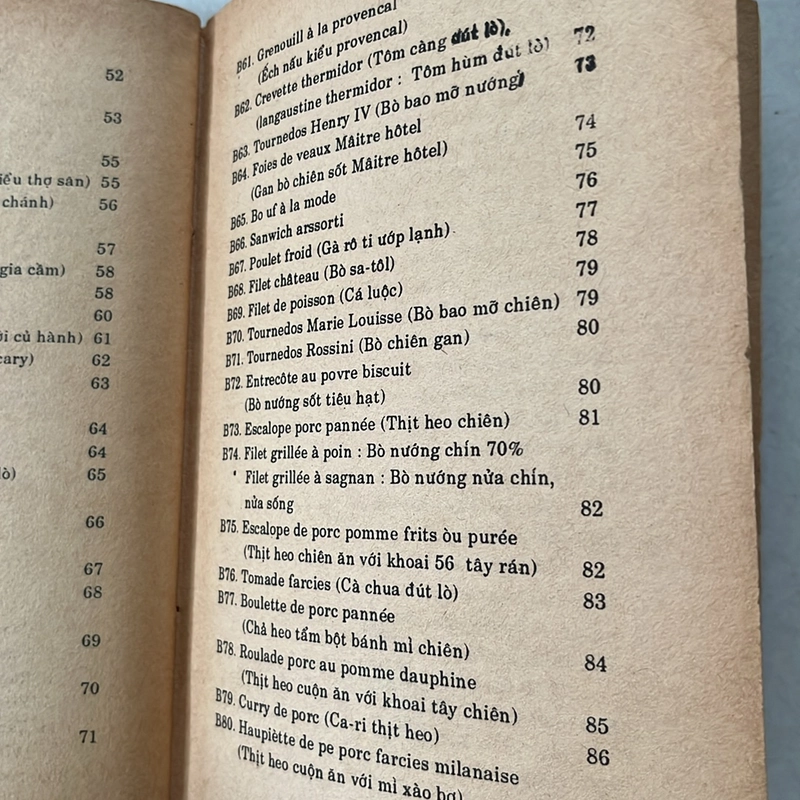 52
53
55
iểu thợ săn) 55
chánh) 56
57
gia cầm) 58
58
60
ới củ hành) 61
cary) 62
63
64
64
lò) 65
66
67
68
69
70
71
B61. Grenouill à la provencal
(Ếch nấu kiểu provencal) 72
B62. Crevette thermidor (Tôm càng đút lò),
(langaustine thermidor : Tôm hùm đút lò) 73
B63. Tournedos Henry IV (Bò bao mỡ nướng) 74
B64. Foies de veaux Mâitre hôtel
(Gan bò chiên sốt Mâitre hôtel) 75
B65. Bo uf à la mode 76
B66. Sanwich arssorti 77
B67. Poulet froid (Gà rô ti ướp lạnh) 78
B68. Filet château (Bò sa-tôl) 79
B69. Filet de poisson (Cá luộc) 79
B70. Tournedos Marie Louisse (Bò bao mỡ chiên) 80
B71. Tournedos Rossini (Bò chiên gan)
B72. Entrecôte au povre biscuit
(Bò nướng sốt tiêu hạt) 80
B73. Escalope porc pannée (Thịt heo chiên) 81
B74. Filet grillée à poin : Bò nướng chín 70%
Filet grillée à sagnan : Bò nướng nửa chín,
nửa sống 82
B75. Escalope de porc pomme frits òu purée
(Thịt heo chiên ăn với khoai 56 tây rán) 82
B76. Tomade farcies (Cà chua đút lò) 83
B77. Boulette de porc pannée
(Chả heo tẩm bột bánh mì chiên) 84
B78. Roulade porc au pomme dauphine
(Thịt heo cuộn ăn với khoai tây chiên) 85
B79. Curry de porc (Ca-ri thịt heo) 86
B80. Haupiètte de pe porc farcies milanaise
(Thịt heo cuộn ăn với mì xào bơ)